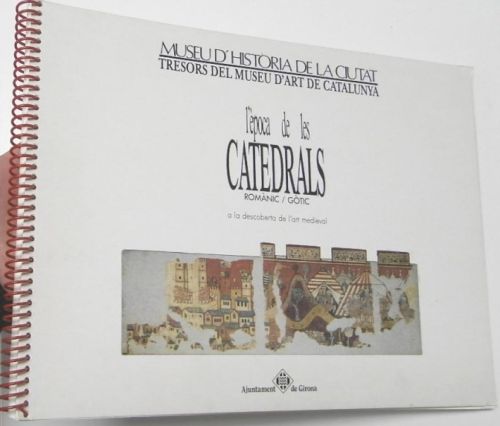 MUSEU D'HISTÒRIA DE LA CIUTAT
TRESORS DEL MUSEU D'ART DE CATALUNYA
l'època de les
CATEDRALS
ROMÀNIC / GÒTIC
a la descoberta de l'art medieval
Ajuntament de Girona